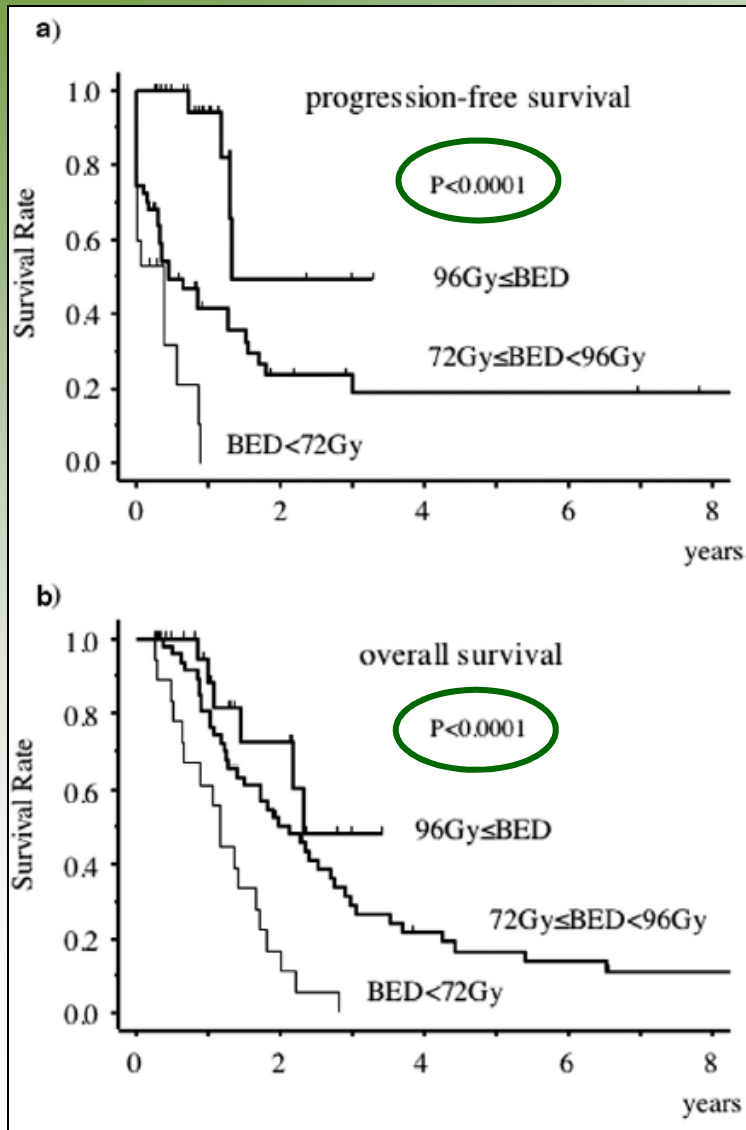 a)
progression-free survival
P<0.0001
96Gy≤BED
72Gy≤BED<96Gy
BED<72Gy
Survival Rate
1.0
0.8
0.6
0.4
0.2
0.0
0 2 4 6 8
years
b)
overall survival
P<0.0001
96Gy≤BED
72Gy≤BED<96Gy
BED<72Gy
Survival Rate
1.0
0.8
0.6
0.4
0.2
0.0
0 2 4 6 8
years